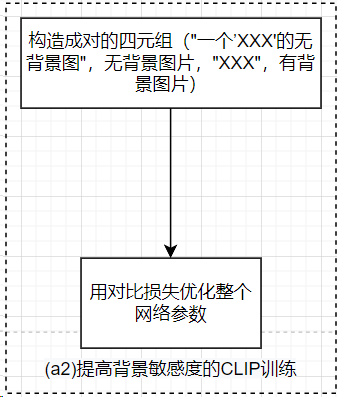 构造成对的四元组（"一个'XXX'的无
背景图"，无背景图片，"XXX"，有
背景图片）
用对比损失优化整个
网络参数
(a2)提高背景敏感度的CLIP训练